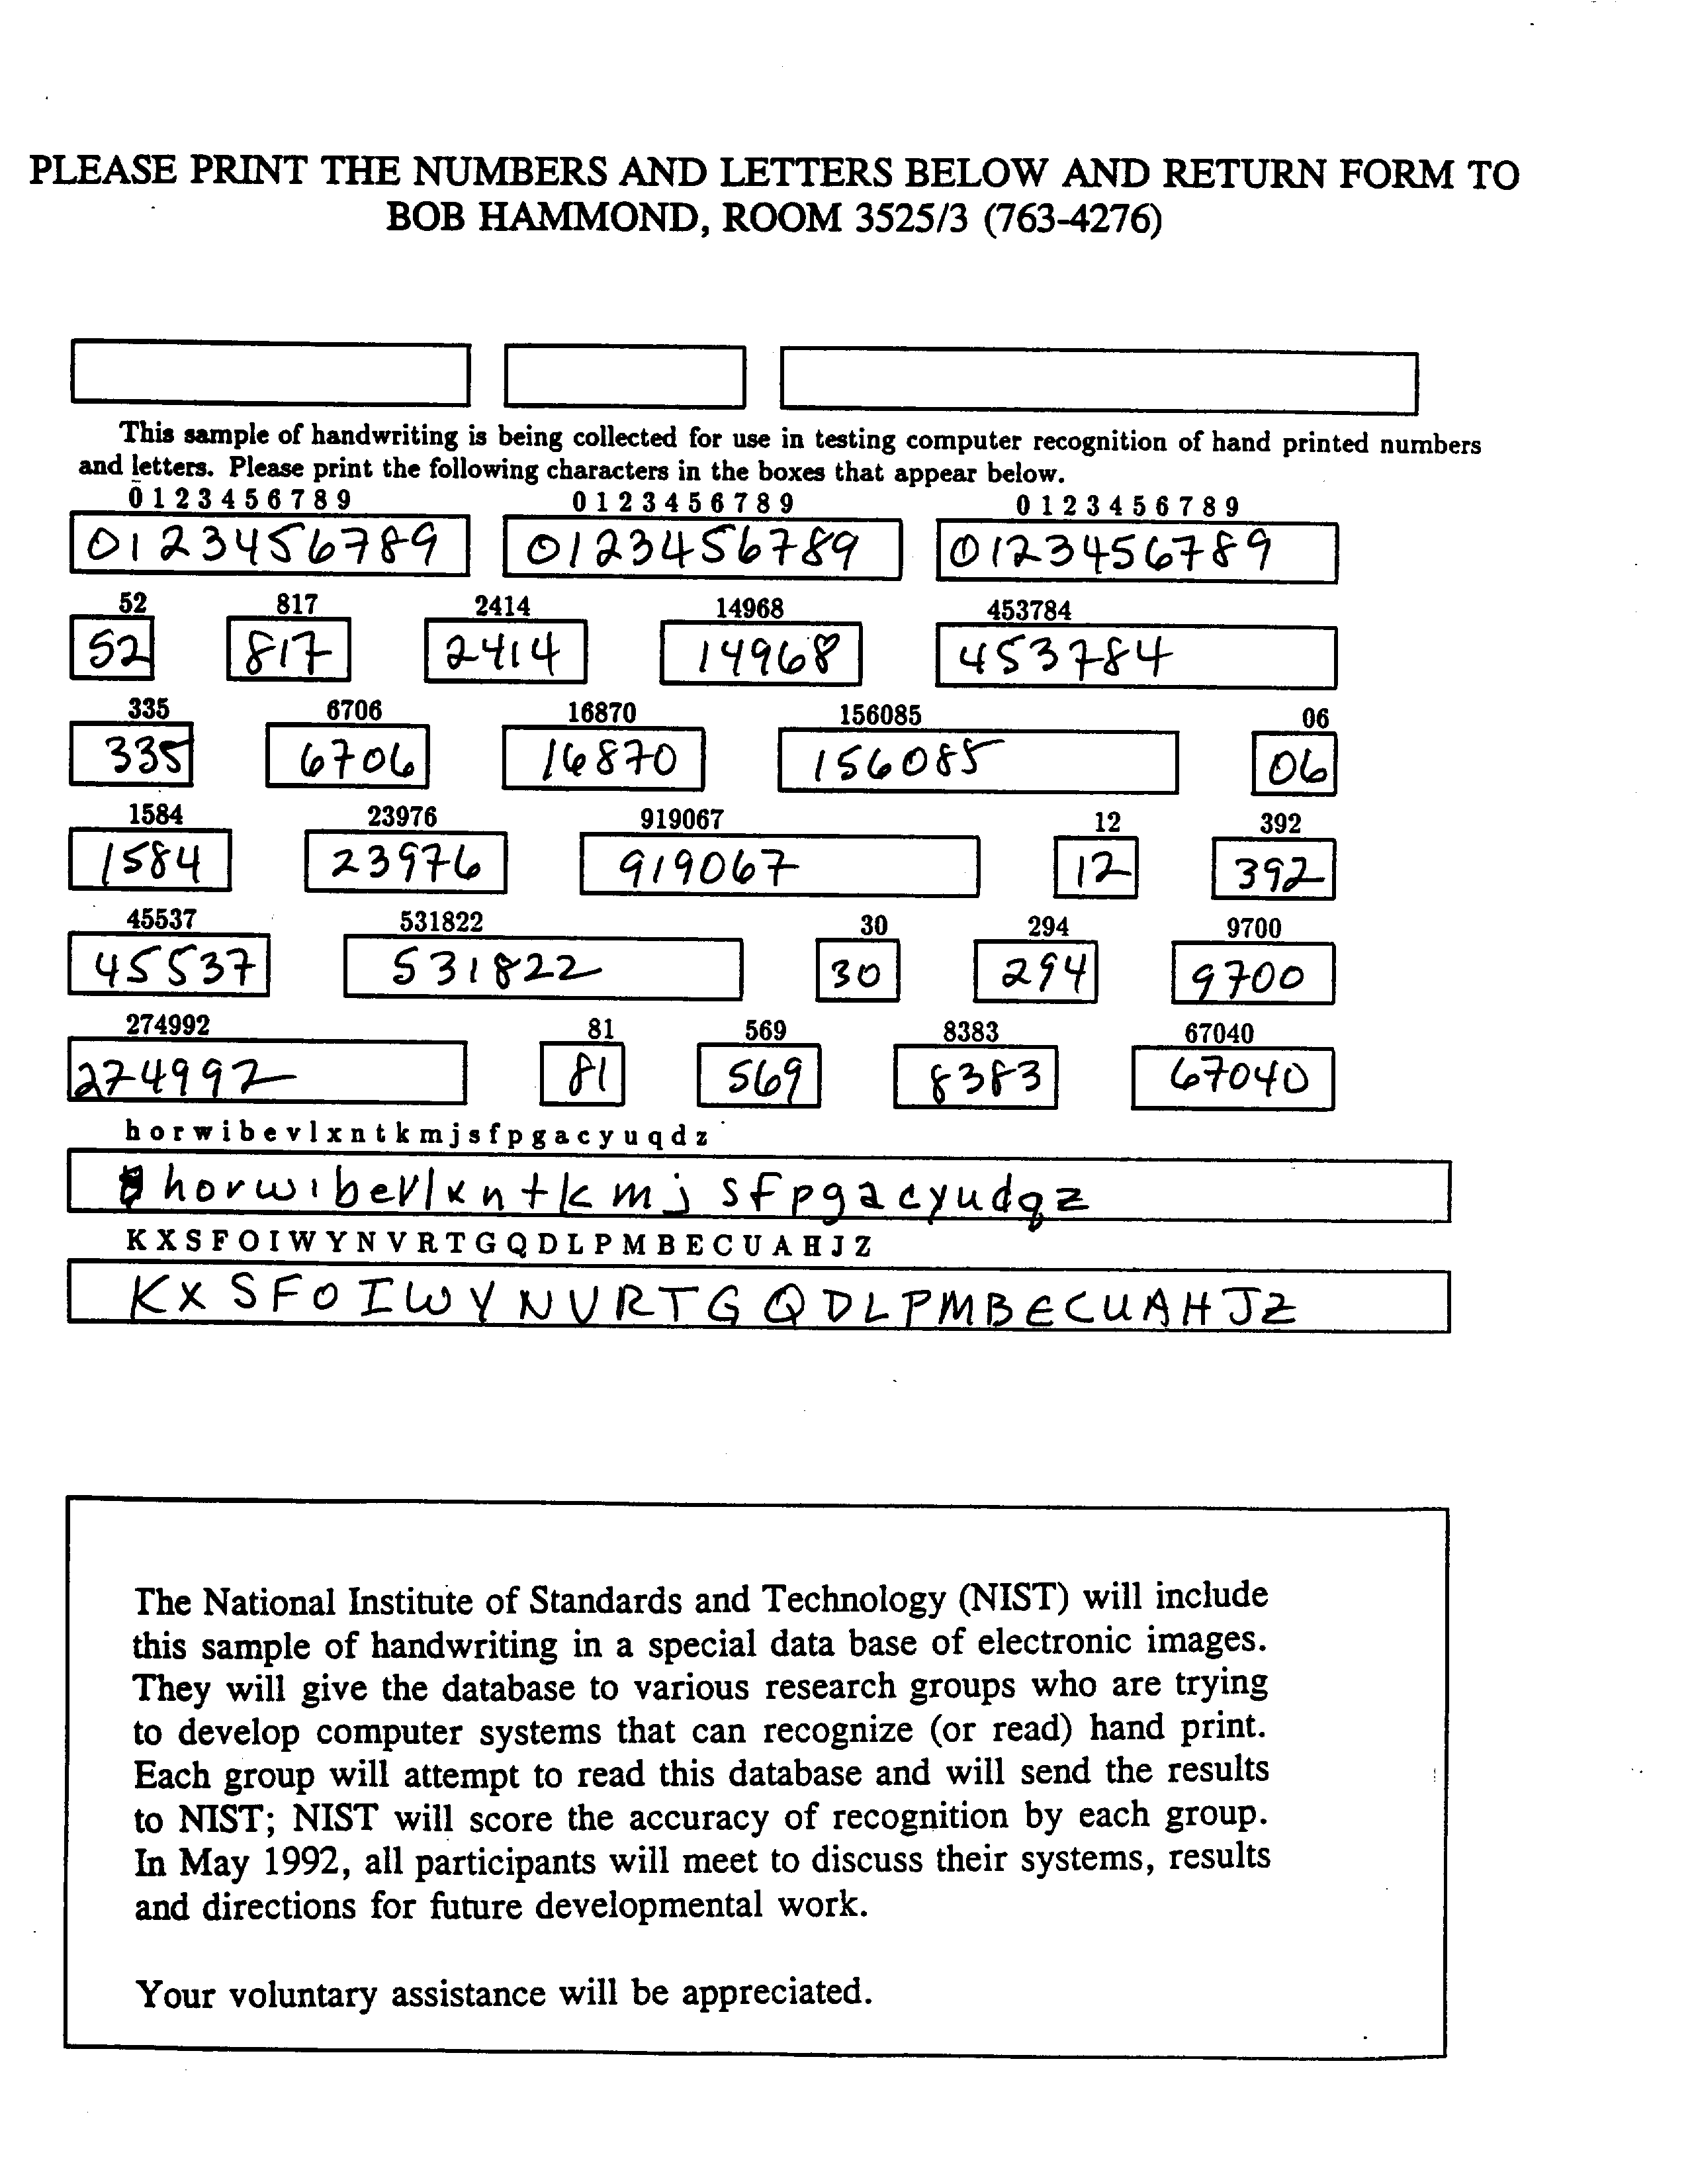 PLEASE PRINT THE NUMBERS AND LETTERS BELOW AND RETURN FORM TO
BOB HAMMOND, ROOM 3525/3 (763-4276)
This sample of handwriting is being collected for use in testing computer recognition of hand printed numbers
and letters. Please print the following characters in the boxes that appear below.
0 1 2 3 4 5 6 7 8 9 0 1 2 3 4 5 6 7 8 9 0 1 2 3 4 5 6 7 8 9
0123456789 0123456789 0123456789
52 817 2414 14968 453784
52 817 2414 14968 453784
335 6706 16870 156085 06
335 6706 16870 156085 06
1584 23976 919067 12 392
1584 23976 919067 12 392
45537 531822 30 294 9700
45537 531822 30 294 9700
274992 81 569 8383 67040
274992 81 569 8383 67040
h o r w i b e v l x n t k m j s f p g a c y u q d z
h o r w i b e v l x n t k m j s f p g a c y u d q z
K X S F O I W Y N V R T G Q D L P M B E C U A H J Z
K X S F O I W Y N V R T G Q D L P M B E C U A H J Z
The National Institute of Standards and Technology (NIST) will include
this sample of handwriting in a special data base of electronic images.
They will give the database to various research groups who are trying
to develop computer systems that can recognize (or read) hand print.
Each group will attempt to read this database and will send the results
to NIST; NIST will score the accuracy of recognition by each group.
In May 1992, all participants will meet to discuss their systems, results
and directions for future developmental work.
Your voluntary assistance will be appreciated.